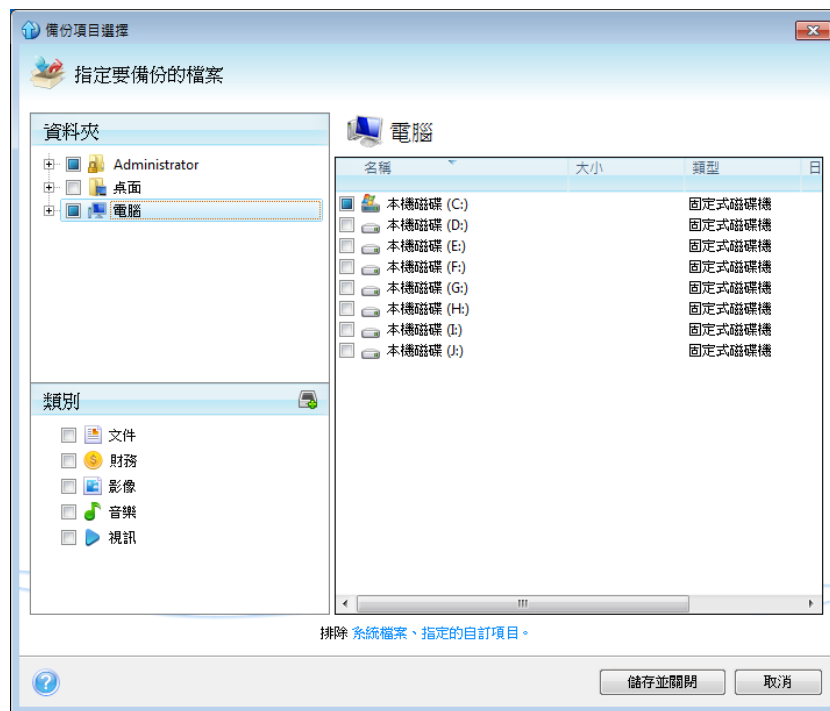 備份項目選擇
指定要備份的檔案
資料夾
Administrator
桌面
電腦
類別
文件
財務
影像
音樂
視訊
電腦
名稱 大小 類型 日
本機磁碟 (C:) 固定式磁碟機
本機磁碟 (D:) 固定式磁碟機
本機磁碟 (E:) 固定式磁碟機
本機磁碟 (F:) 固定式磁碟機
本機磁碟 (G:) 固定式磁碟機
本機磁碟 (H:) 固定式磁碟機
本機磁碟 (I:) 固定式磁碟機
本機磁碟 (J:) 固定式磁碟機
排除 系統檔案、指定的自訂項目。
儲存並關閉 取消